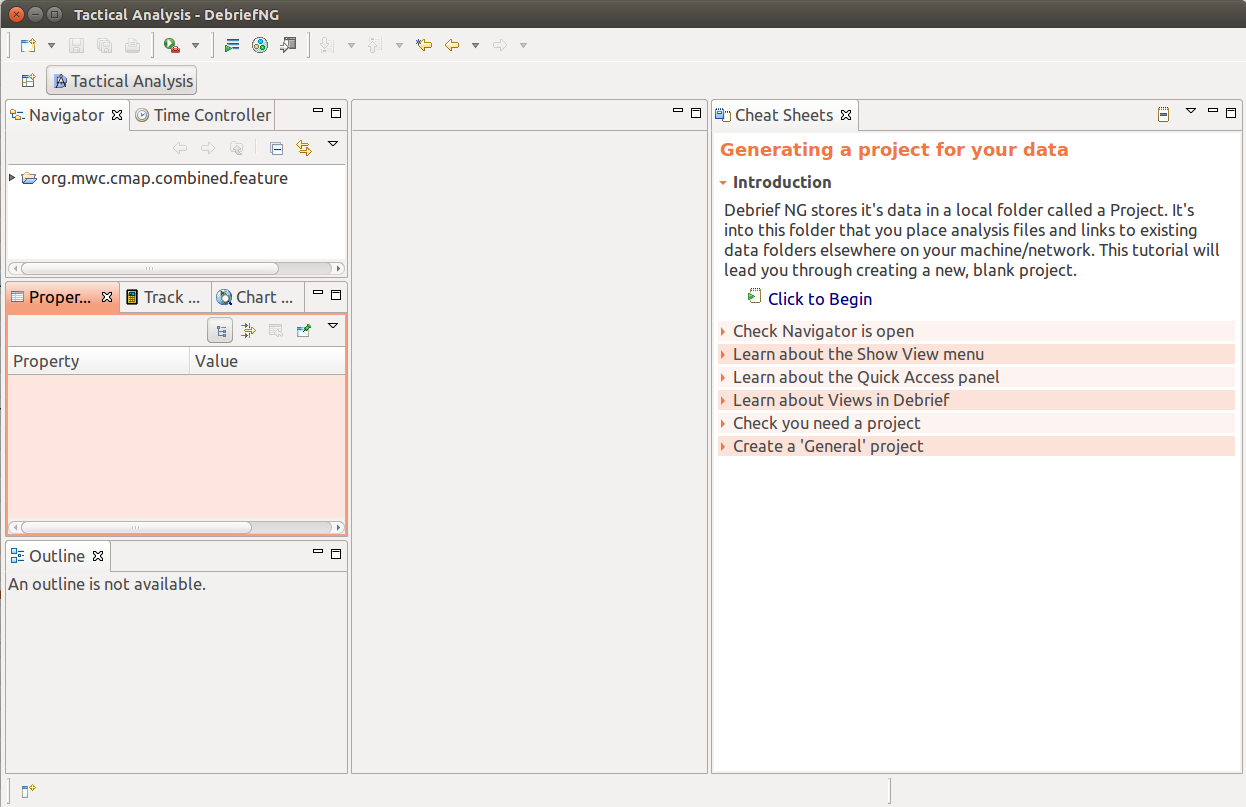 Tactical Analysis - DebriefNG
Tactical Analysis
Navigator
Time Controller
org.mwc.cmap.combined.feature
Proper...
Track ...
Chart ...
Property
Value
Outline
An outline is not available.
Cheat Sheets
Generating a project for your data
Introduction
Debrief NG stores it's data in a local folder called a Project. It's
into this folder that you place analysis files and links to existing
data folders elsewhere on your machine/network. This tutorial will
lead you through creating a new, blank project.
Click to Begin
Check Navigator is open
Learn about the Show View menu
Learn about the Quick Access panel
Learn about Views in Debrief
Check you need a project
Create a 'General' project